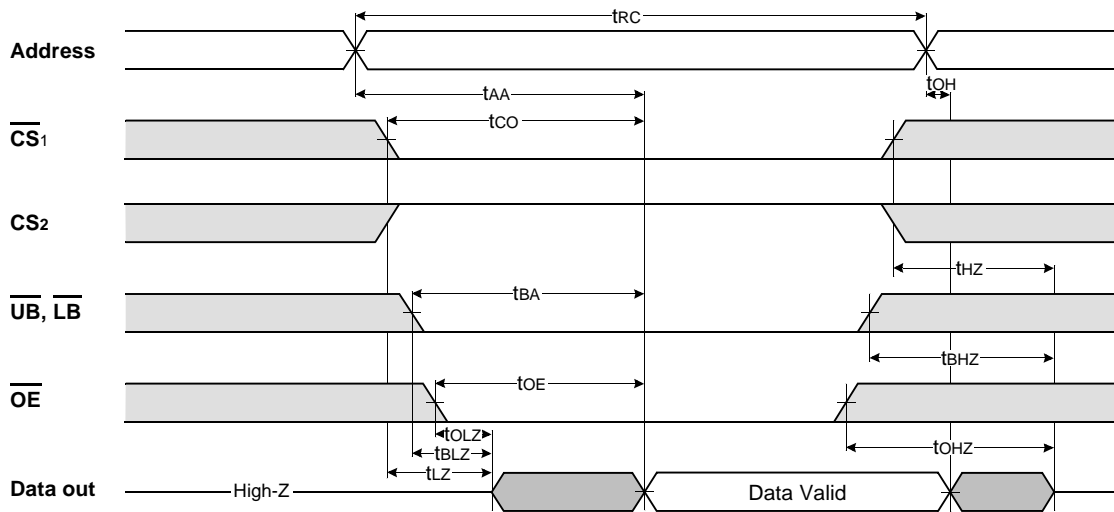 tRC
Address
tOH
tAA
tCO
CS1
CS2
tHZ
tBA
UB, LB
tBHZ
tOE
OE
tOLZ
tOHZ
tBLZ
tLZ
Data out
High-Z
Data Valid